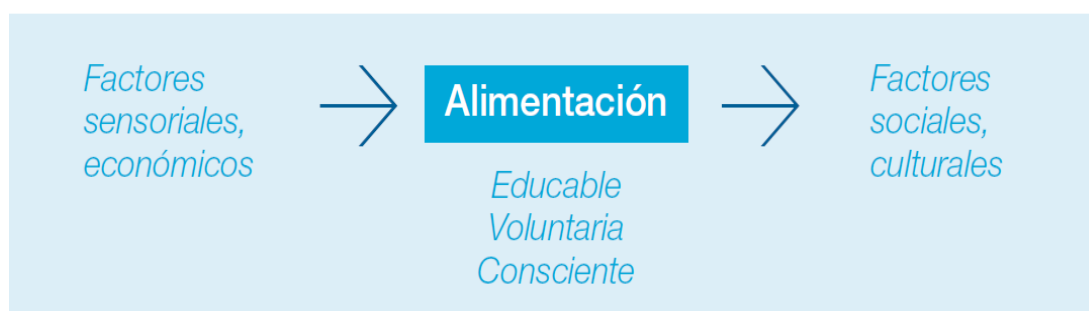 Factores
sensoriales,
económicos
Alimentación
Educable
Voluntaria
Consciente
Factores
sociales,
culturales